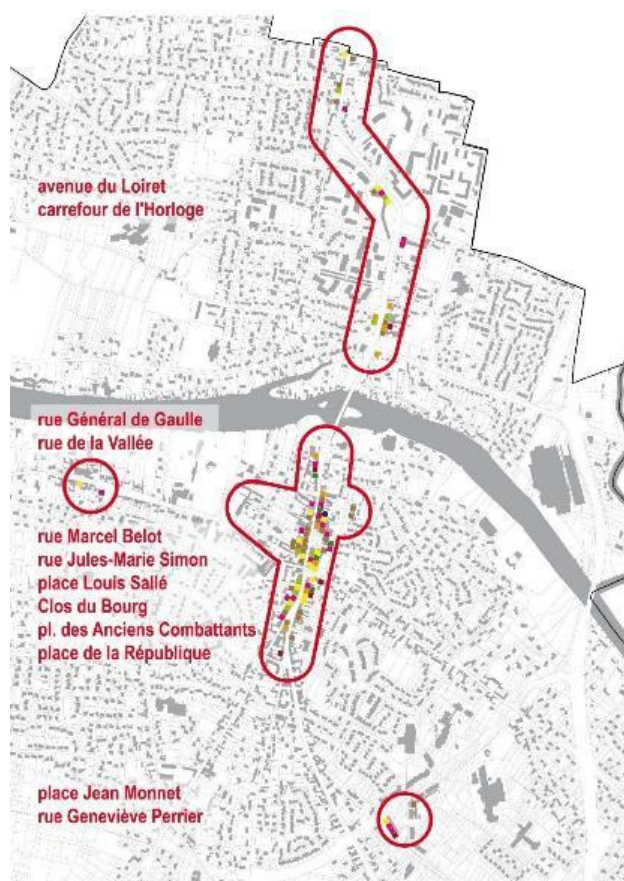 avenue du Loiret
carrefour de l'Horloge
rue Général de Gaulle
rue de la Vallée
rue Marcel Belot
rue Jules-Marie Simon
place Louis Sallé
Clos du Bourg
pl. des Anciens Combattants
place de la République
place Jean Monnet
rue Geneviève Perrier